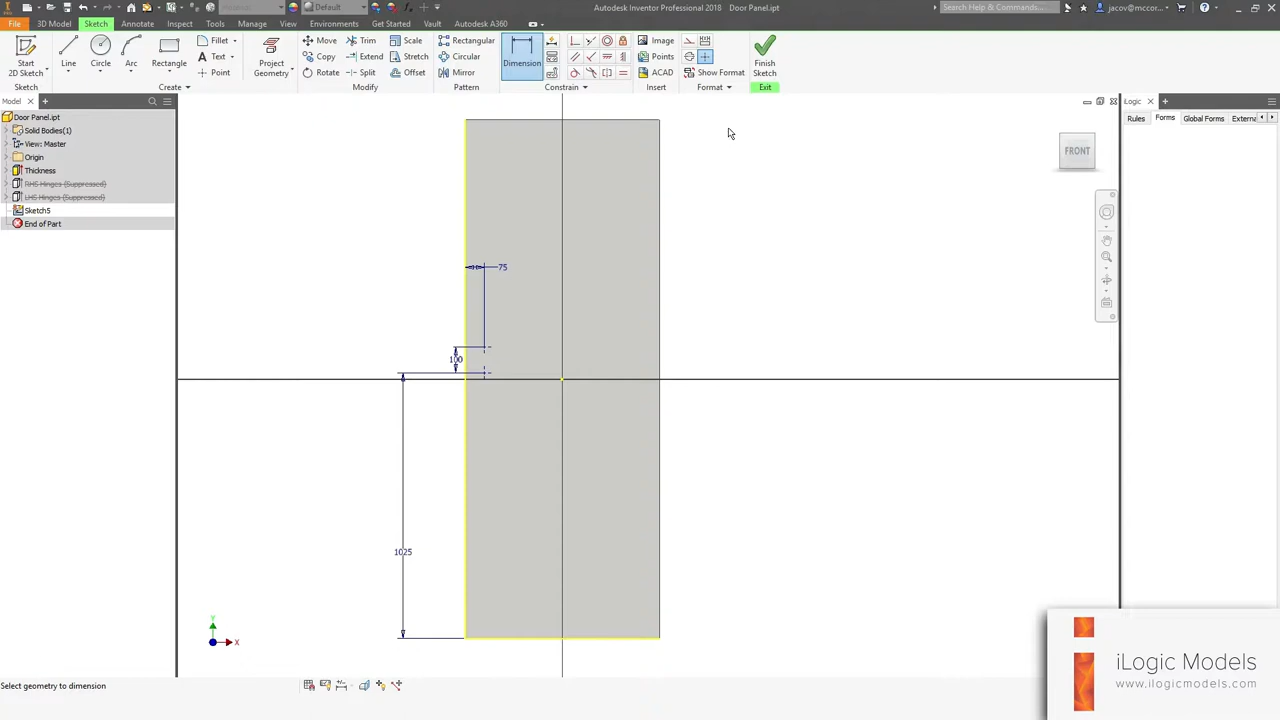 Default
Autodesk Inventor Professional 2018 Door Panel.ipt
Search Help & Commands...
jacov@mccor...
File 3D Model Sketch Annotate Inspect Tools Manage View Environments Get Started Vault Autodesk A360
Start 2D Sketch
Line
Circle
Arc
Rectangle
Fillet
Text
Point
Project Geometry
Move
Copy
Rotate
Trim
Extend
Split
Scale
Stretch
Offset
Rectangular
Circular
Mirror
Dimension
Image
Points
ACAD
Show Format
Finish Sketch
Sketch Create Modify Pattern Constrain Insert Format Exit
Model
Door Panel.ipt
Solid Bodies(1)
View: Master
Origin
Thickness
RHS Hinges (Suppressed)
LHS Hinges (Suppressed)
Sketch5
End of Part
75
100
1025
Y
X
FRONT
iLogic
Rules Forms Global Forms Externa
Select geometry to dimension
iLogic Models
www.ilogicmodels.com